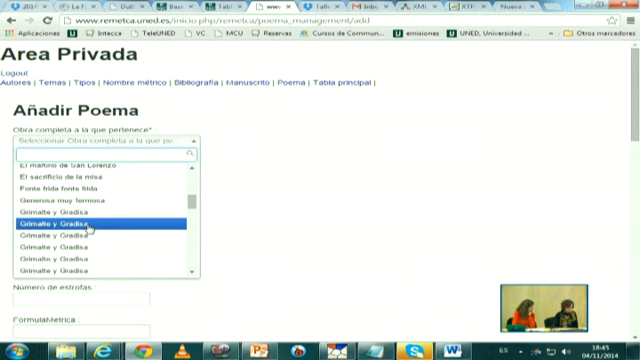 www.remetca.uned.es/inicio.php/remetca/poema_management/add
Aplicaciones Intecca TeleUNED VC MCU Reservas Cursos de Commun... emisiones UNED, Universidad ... » Otros marcadores
Area Privada
Logout
Autores | Temas | Tipos | Nombre métrico | Bibliografía | Manuscrito | Poema | Tabla principal |
Añadir Poema
Obra completa a la que pertenece* :
Seleccionar Obra completa a la que pe
El martirio de San Lorenzo
El sacrificio de la misa
Fonte frida fonte frida
Generosa muy fermosa
Grimalte y Gradisa
Grimalte y Gradisa
Grimalte y Gradisa
Grimalte y Gradisa
Grimalte y Gradisa
Grimalte y Gradisa
Número de estrofas
FormulaMetrica :
ES
18:45
04/11/2014